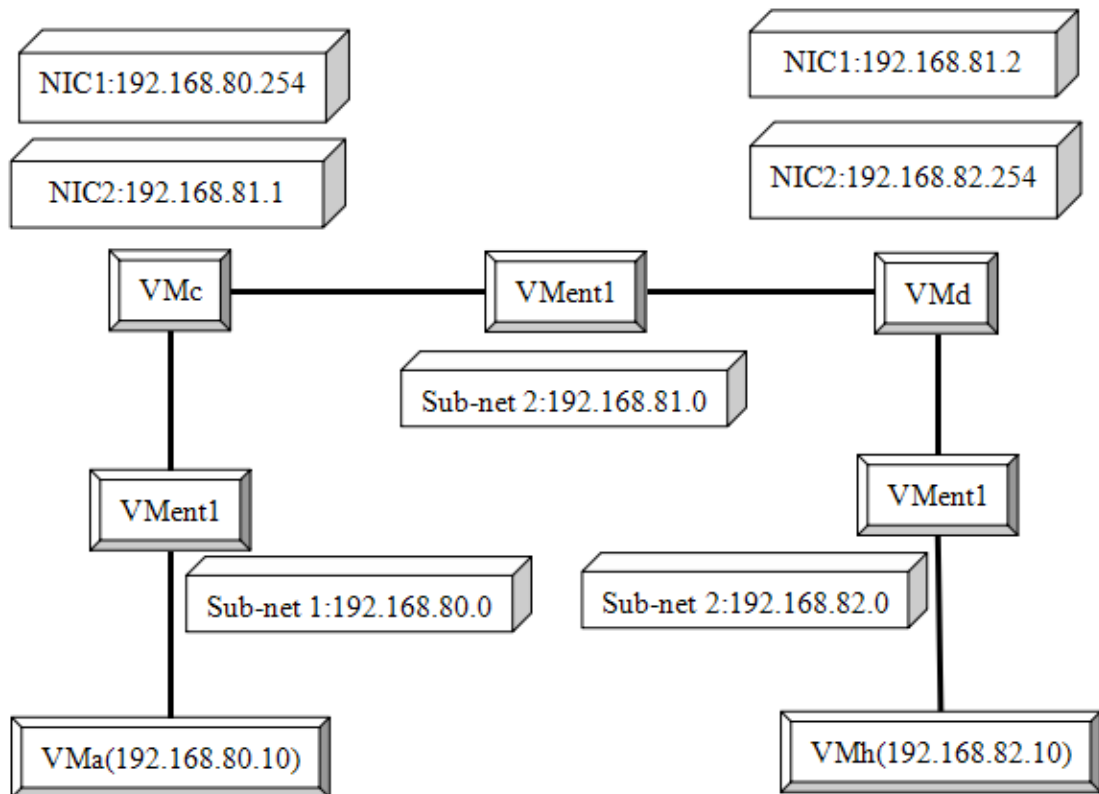 NIC1:192.168.80.254
NIC1:192.168.81.2
NIC2:192.168.81.1
NIC2:192.168.82.254
VMc
VMent1
VMd
Sub-net 2:192.168.81.0
VMent1
VMent1
Sub-net 1:192.168.80.0
Sub-net 2:192.168.82.0
VMa(192.168.80.10)
VMh(192.168.82.10)